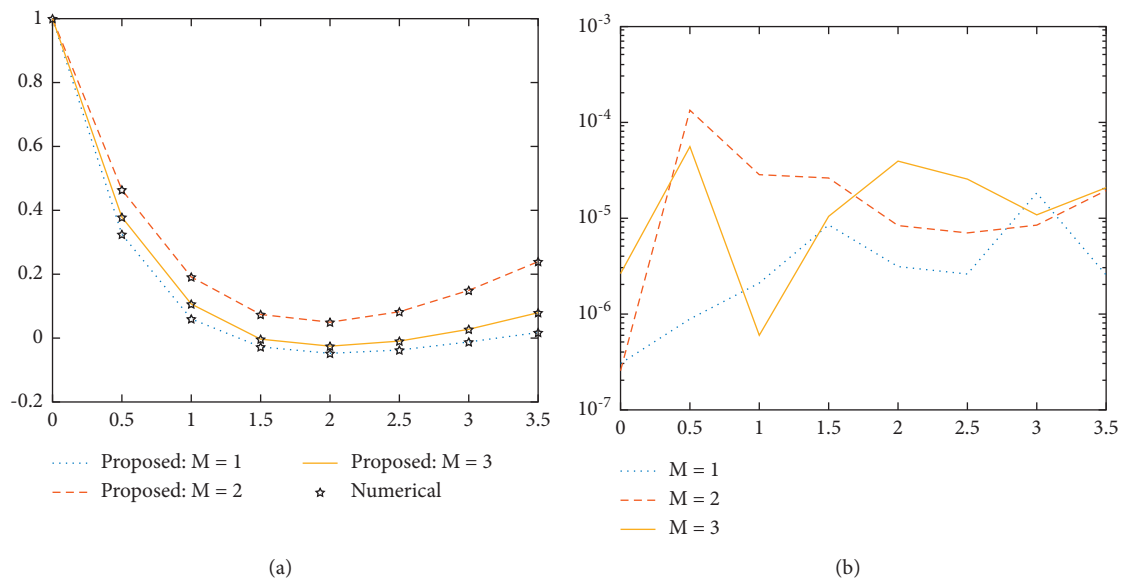 1
0.8
0.6
0.4
0.2
0
-0.2
0 0.5 1 1.5 2 2.5 3 3.5
Proposed: M = 1
Proposed: M = 2
Proposed: M = 3
Numerical
(a)
10⁻³
10⁻⁴
10⁻⁵
10⁻⁶
10⁻⁷
0 0.5 1 1.5 2 2.5 3 3.5
M = 1
M = 2
M = 3
(b)